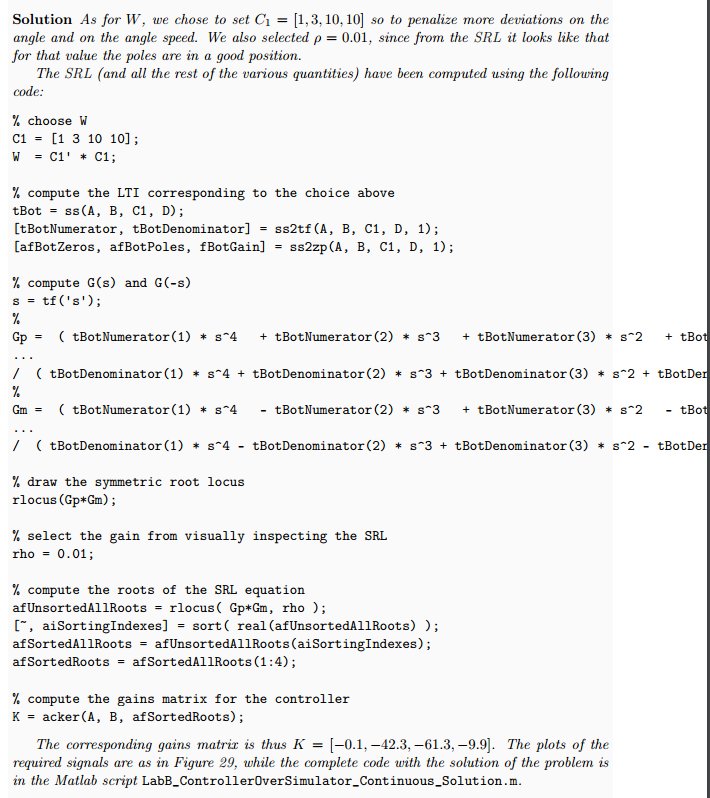 Solution As for W, we chose to set C₁ = [1, 3, 10, 10] so to penalize more deviations on the
angle and on the angle speed. We also selected ρ = 0.01, since from the SRL it looks like that
for that value the poles are in a good position.
The SRL (and all the rest of the various quantities) have been computed using the following
code:
% choose W
C1 = [1 3 10 10];
W = C1' * C1;
% compute the LTI corresponding to the choice above
tBot = ss(A, B, C1, D);
[tBotNumerator, tBotDenominator] = ss2tf(A, B, C1, D, 1);
[afBotZeros, afBotPoles, fBotGain] = ss2zp(A, B, C1, D, 1);
% compute G(s) and G(-s)
s = tf('s');
%
Gp = ( tBotNumerator(1) * s^4 + tBotNumerator(2) * s^3 + tBotNumerator(3) * s^2 + tBot
...
/ ( tBotDenominator(1) * s^4 + tBotDenominator(2) * s^3 + tBotDenominator(3) * s^2 + tBotDen
%
Gm = ( tBotNumerator(1) * s^4 - tBotNumerator(2) * s^3 + tBotNumerator(3) * s^2 - tBot
...
/ ( tBotDenominator(1) * s^4 - tBotDenominator(2) * s^3 + tBotDenominator(3) * s^2 - tBotDen
% draw the symmetric root locus
rlocus(Gp*Gm);
% select the gain from visually inspecting the SRL
rho = 0.01;
% compute the roots of the SRL equation
afUnsortedAllRoots = rlocus( Gp*Gm, rho );
[~, aiSortingIndexes] = sort( real(afUnsortedAllRoots) );
afSortedAllRoots = afUnsortedAllRoots(aiSortingIndexes);
afSortedRoots = afSortedAllRoots(1:4);
% compute the gains matrix for the controller
K = acker(A, B, afSortedRoots);
The corresponding gains matrix is thus K = [−0.1, −42.3, −61.3, −9.9]. The plots of the
required signals are as in Figure 29, while the complete code with the solution of the problem is
in the Matlab script LabB_ControllerOverSimulator_Continuous_Solution.m.